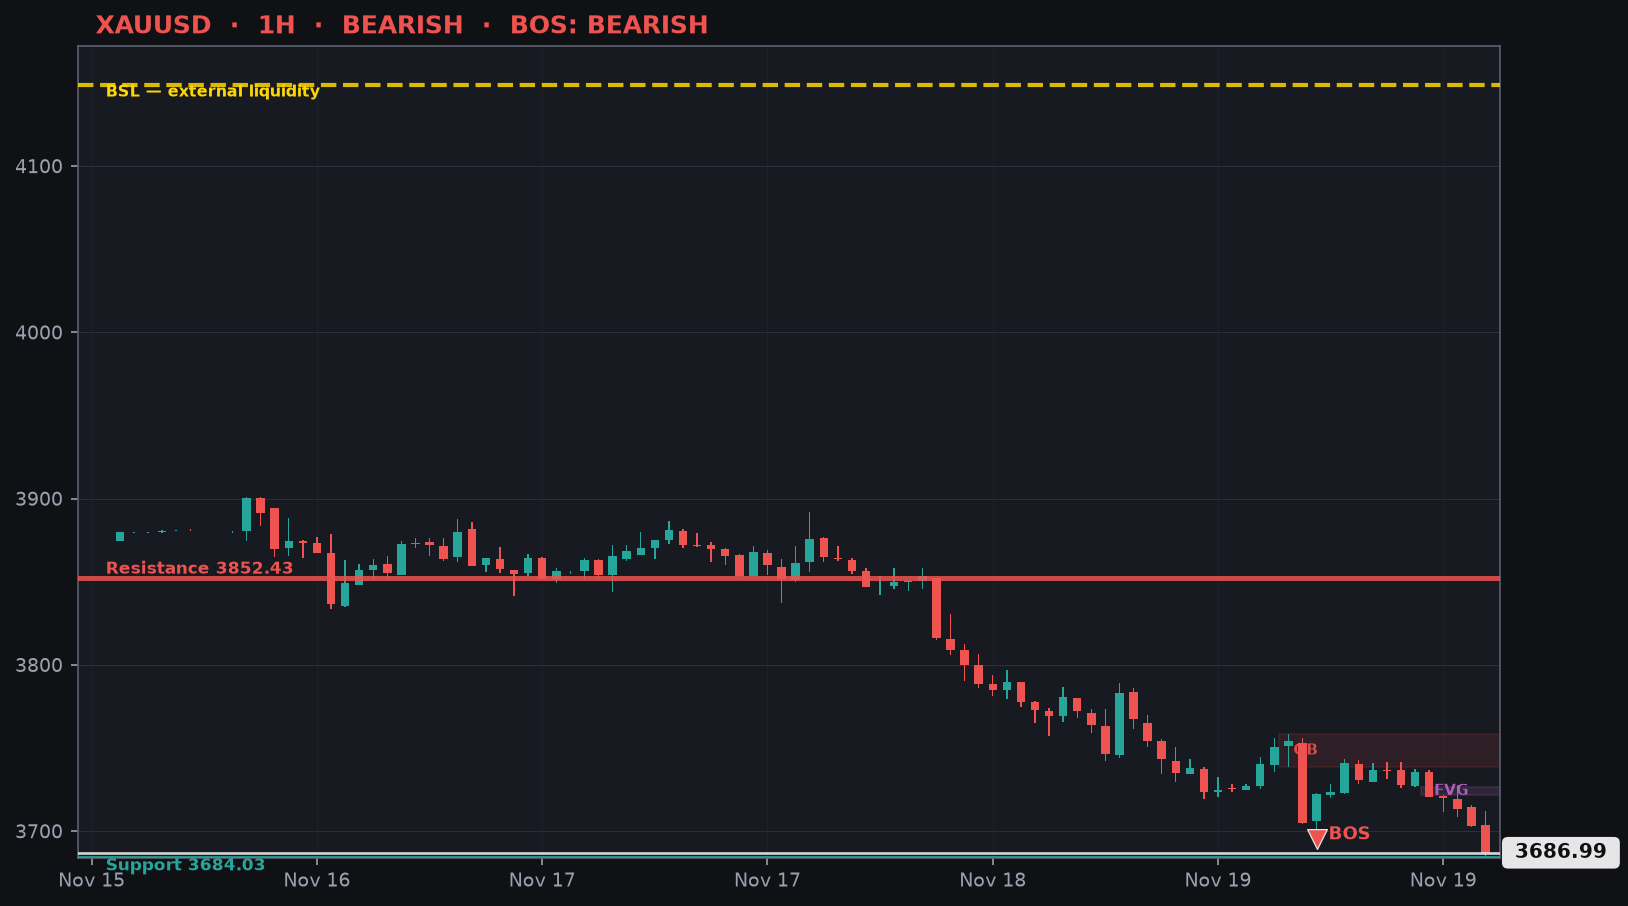 XAUUSD · 1H · BEARISH · BOS: BEARISH
BSL — external liquidity
4100
4000
3900
Resistance 3852.43
3800
OB
FVG
3700
BOS
3686.99
Support 3684.03
Nov 15
Nov 16
Nov 17
Nov 17
Nov 18
Nov 19
Nov 19